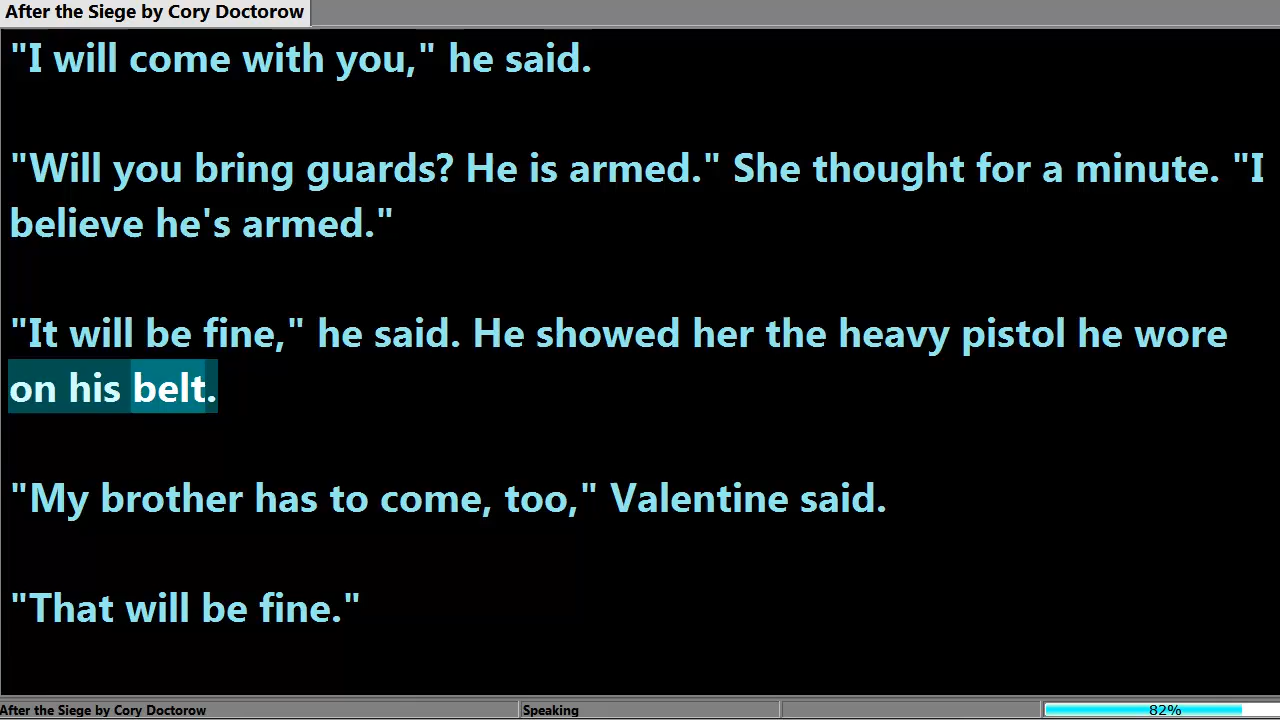 After the Siege by Cory Doctorow
"I will come with you," he said.
"Will you bring guards? He is armed." She thought for a minute. "I
believe he's armed."
"It will be fine," he said. He showed her the heavy pistol he wore
on his belt.
"My brother has to come, too," Valentine said.
"That will be fine."
After the Siege by Cory Doctorow
Speaking
82%